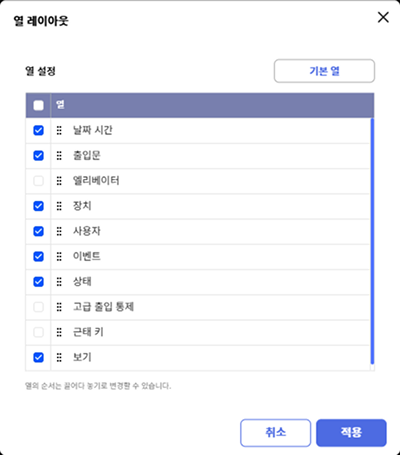 열 레이아웃
열 설정
기본 열
열
날짜 시간
출입문
엘리베이터
장치
사용자
이벤트
상태
고급 출입 통제
근태 키
보기
열의 순서는 끌어다 놓기로 변경할 수 있습니다.
취소
적용